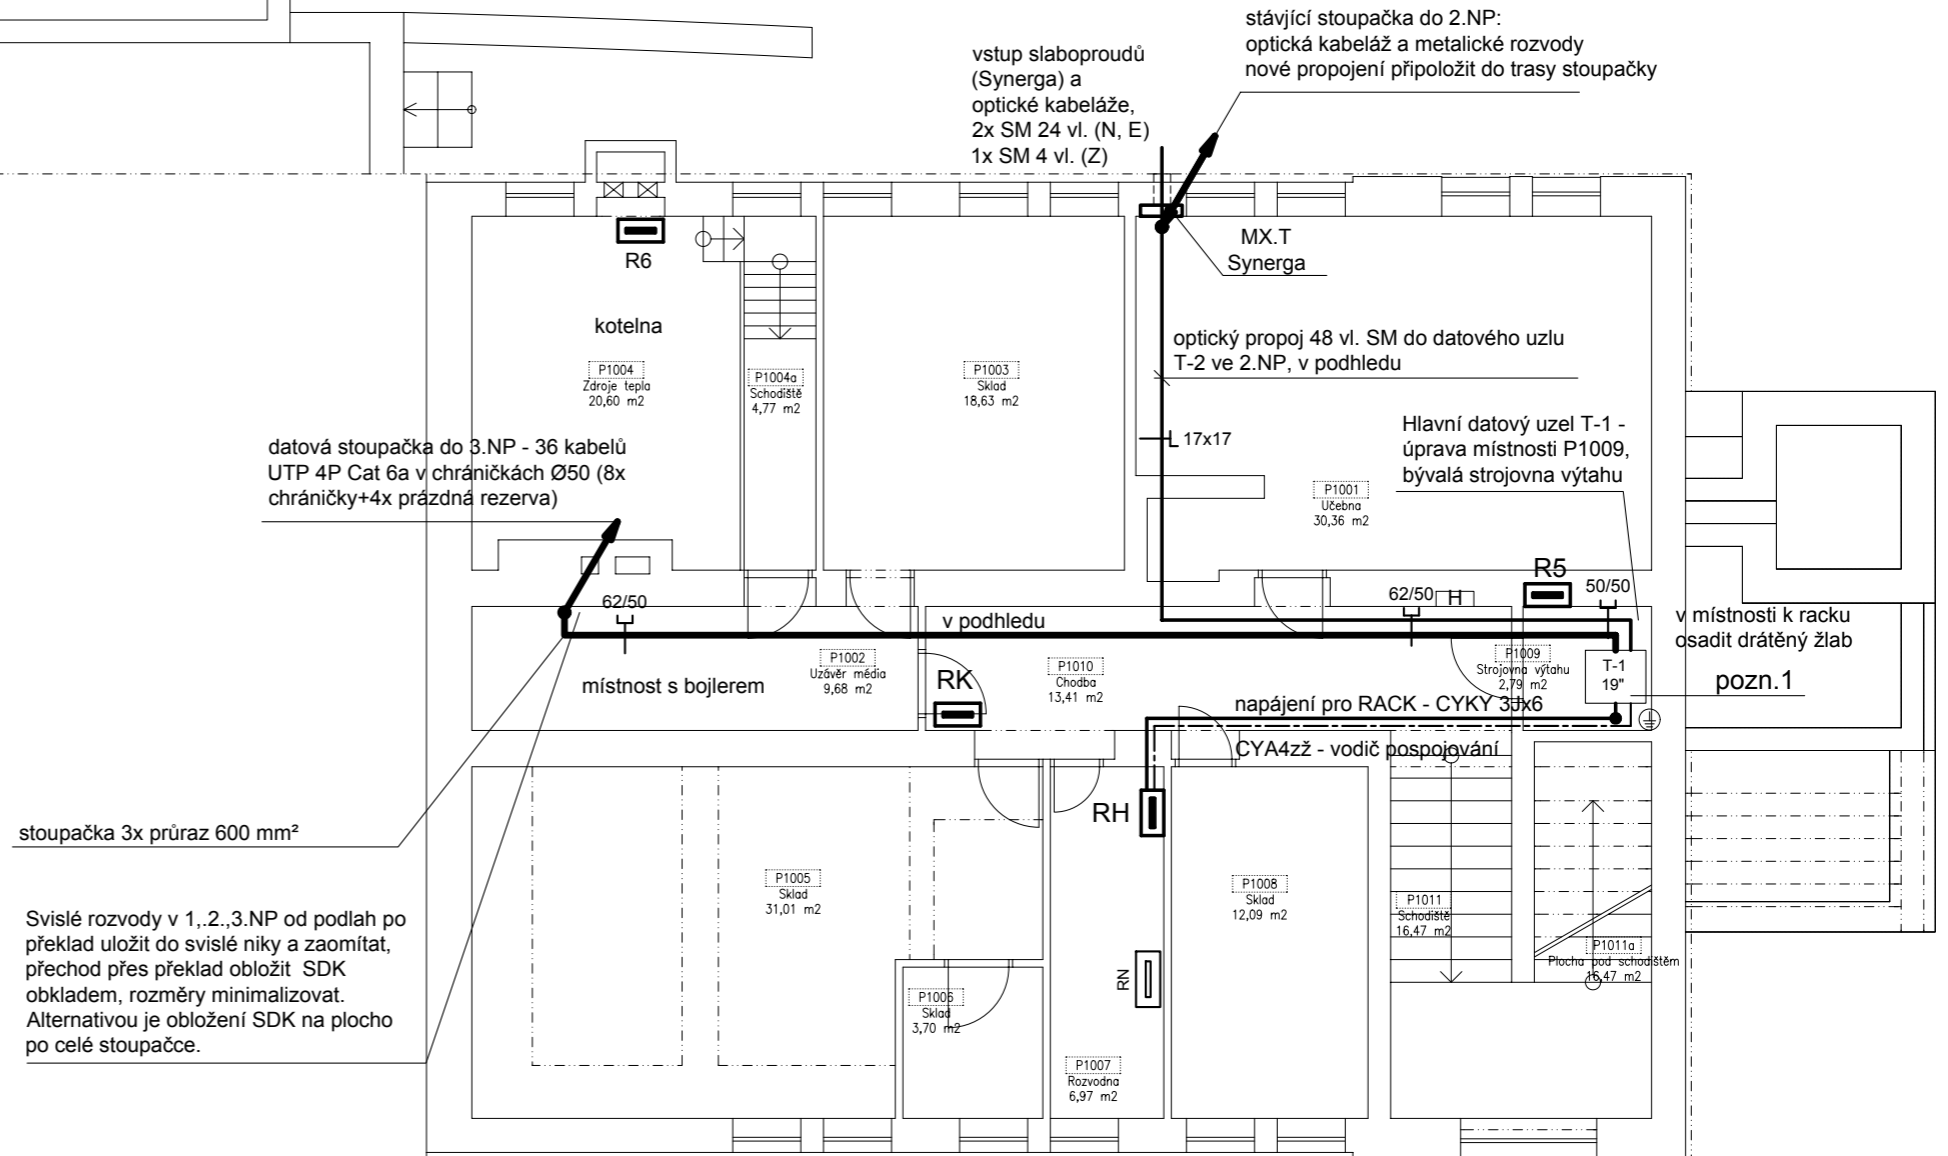 stávjící stoupačka do 2.NP:
optická kabeláž a metalické rozvody
nové propojení připoložit do trasy stoupačky
vstup slaboproudů
(Synerga) a
optické kabeláže,
2x SM 24 vl. (N, E)
1x SM 4 vl. (Z)
R6
MX.T
Synerga
kotelna
optický propoj 48 vl. SM do datového uzlu
T-2 ve 2.NP, v podhledu
P1004
Zdroje tepla
20,60 m2
P1004a
Schodiště
4,77 m2
P1003
Sklad
18,63 m2
Hlavní datový uzel T-1 -
úprava místnosti P1009,
bývalá strojovna výtahu
17x17
datová stoupačka do 3.NP - 36 kabelů
UTP 4P Cat 6a v chráničkách Ø50 (8x
chráničky+4x prázdná rezerva)
P1001
Učebna
30,36 m2
R5
62/50
62/50
H
50/50
v podhledu
v místnosti k racku
osadit drátěný žlab
P1002
Uzávěr média
9,68 m2
místnost s bojlerem
RK
P1010
Chodba
13,41 m2
P1009
Strojovna výtahu
2,79 m2
T-1
19"
pozn.1
napájení pro RACK - CYKY 3Jx6
CYA4zž - vodič pospojování
RH
stoupačka 3x průraz 600 mm²
P1005
Sklad
31,01 m2
P1008
Sklad
12,09 m2
P1011
Schodiště
16,47 m2
Svislé rozvody v 1,.2.,3.NP od podlah po
překlad uložit do svislé niky a zaomítat,
přechod přes překlad obložit SDK
obkladem, rozměry minimalizovat.
Alternativou je obložení SDK na plocho
po celé stoupačce.
P1011a
Plocha pod schodištěm
16,47 m2
RN
P1006
Sklad
3,70 m2
P1007
Rozvodna
6,97 m2